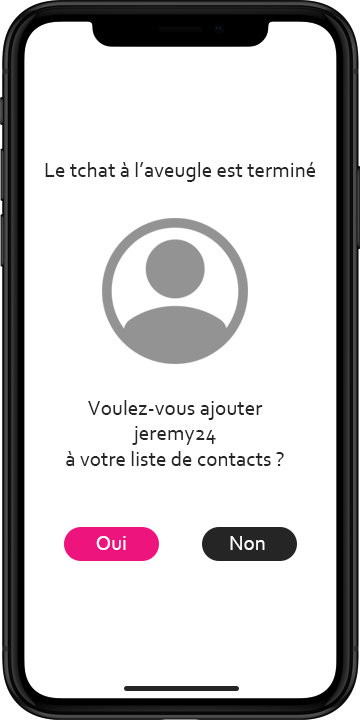 Le tchat à l’aveugle est terminé
Voulez-vous ajouter
jeremy24
à votre liste de contacts ?
Oui
Non